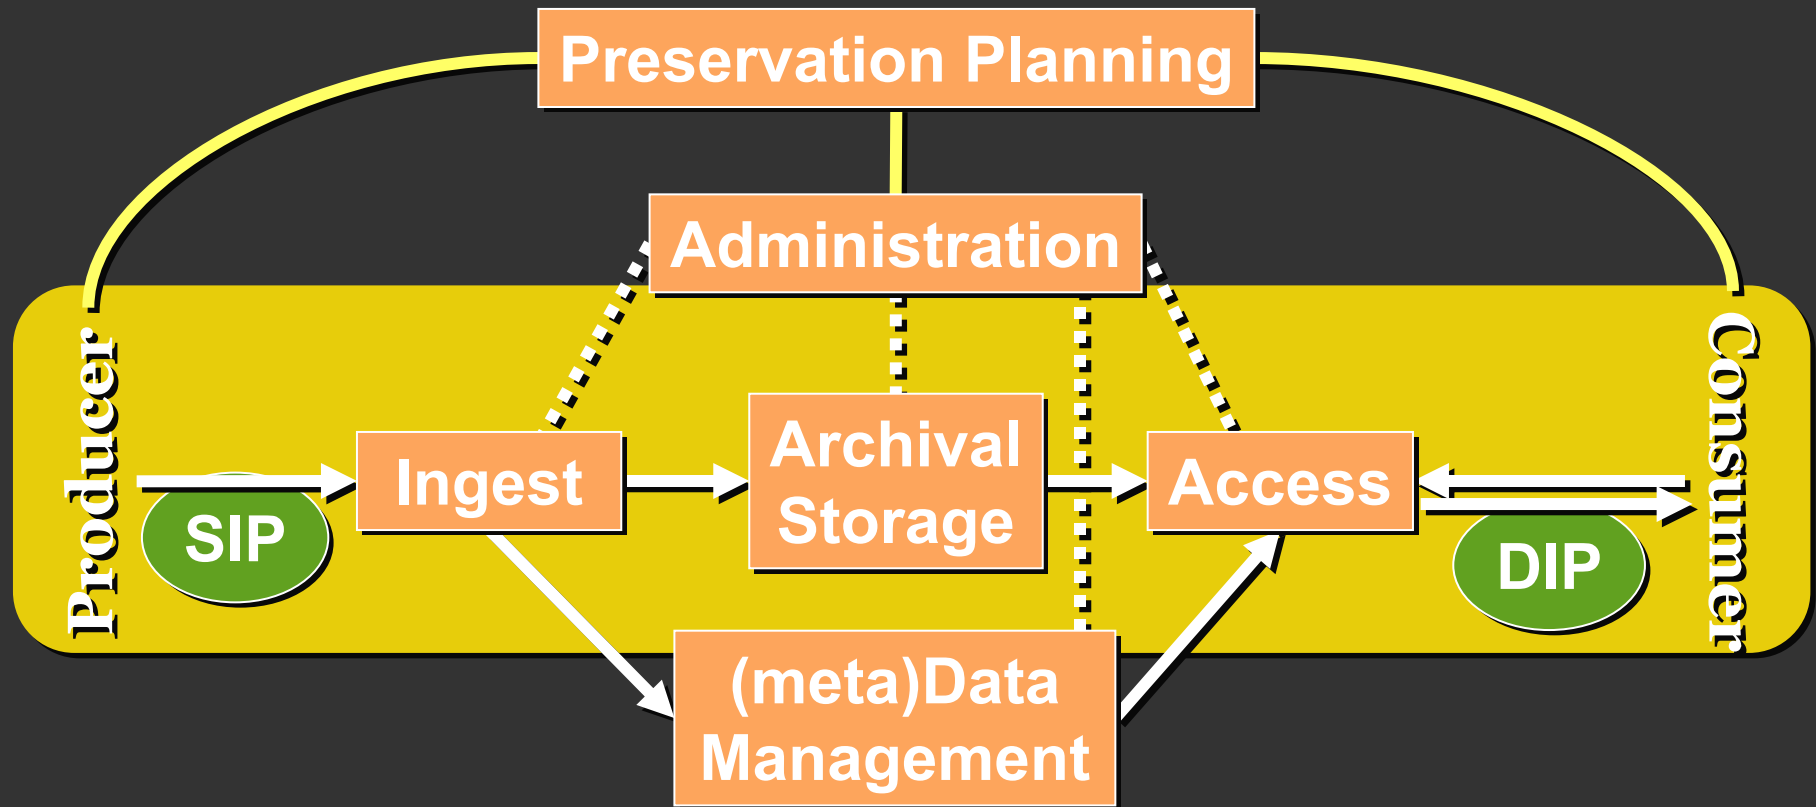 Preservation Planning
Administration
Producer
SIP
Ingest
Archival
Storage
Access
DIP
Consumer
(meta)Data
Management